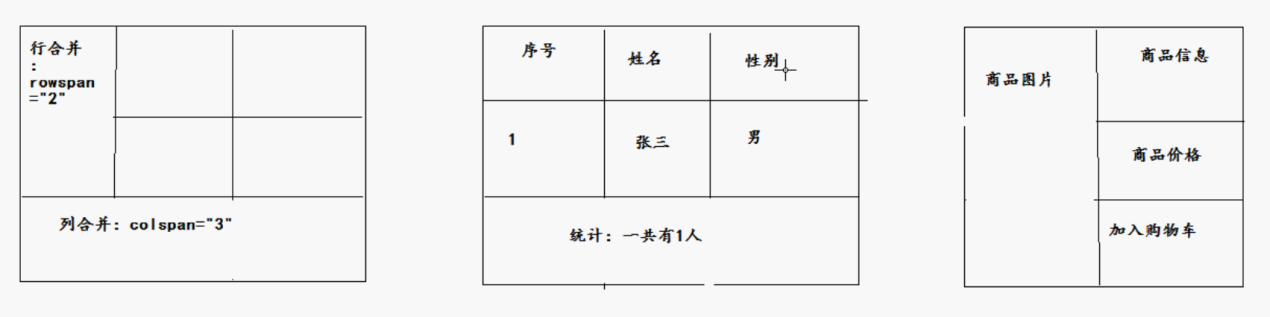 行合并
:
rowspan
="2"
列合并：colspan="3"
序号
姓名
性别
1
张三
男
统计：一共有1人
商品图片
商品信息
商品价格
加入购物车